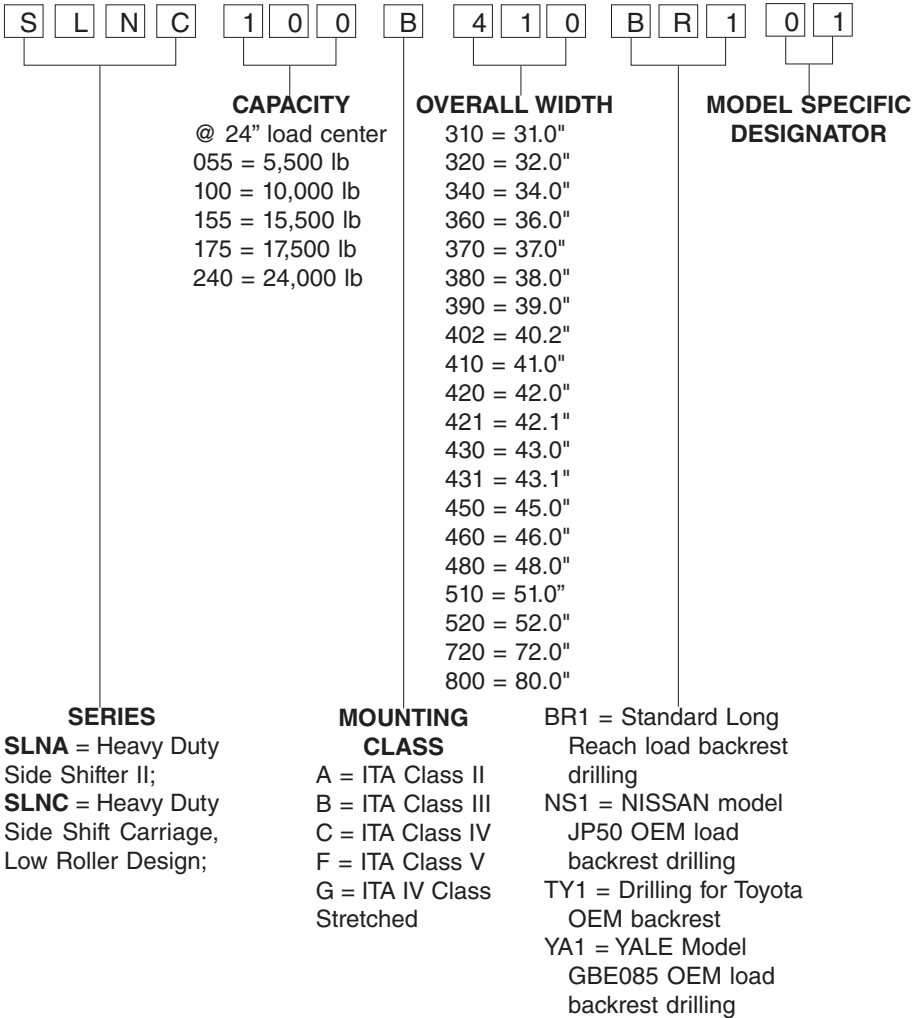 S L N C 1 0 0 B 4 1 0 B R 1 0 1
CAPACITY
@ 24” load center
055 = 5,500 lb
100 = 10,000 lb
155 = 15,500 lb
175 = 17,500 lb
240 = 24,000 lb
OVERALL WIDTH
310 = 31.0"
320 = 32.0"
340 = 34.0"
360 = 36.0"
370 = 37.0"
380 = 38.0"
390 = 39.0"
402 = 40.2"
410 = 41.0"
420 = 42.0"
421 = 42.1"
430 = 43.0"
431 = 43.1"
450 = 45.0"
460 = 46.0"
480 = 48.0"
510 = 51.0”
520 = 52.0"
720 = 72.0"
800 = 80.0"
MODEL SPECIFIC
DESIGNATOR
SERIES
SLNA = Heavy Duty
Side Shifter II;
SLNC = Heavy Duty
Side Shift Carriage,
Low Roller Design;
MOUNTING
CLASS
A = ITA Class II
B = ITA Class III
C = ITA Class IV
F = ITA Class V
G = ITA IV Class
Stretched
BR1 = Standard Long
Reach load backrest
drilling
NS1 = NISSAN model
JP50 OEM load
backrest drilling
TY1 = Drilling for Toyota
OEM backrest
YA1 = YALE Model
GBE085 OEM load
backrest drilling